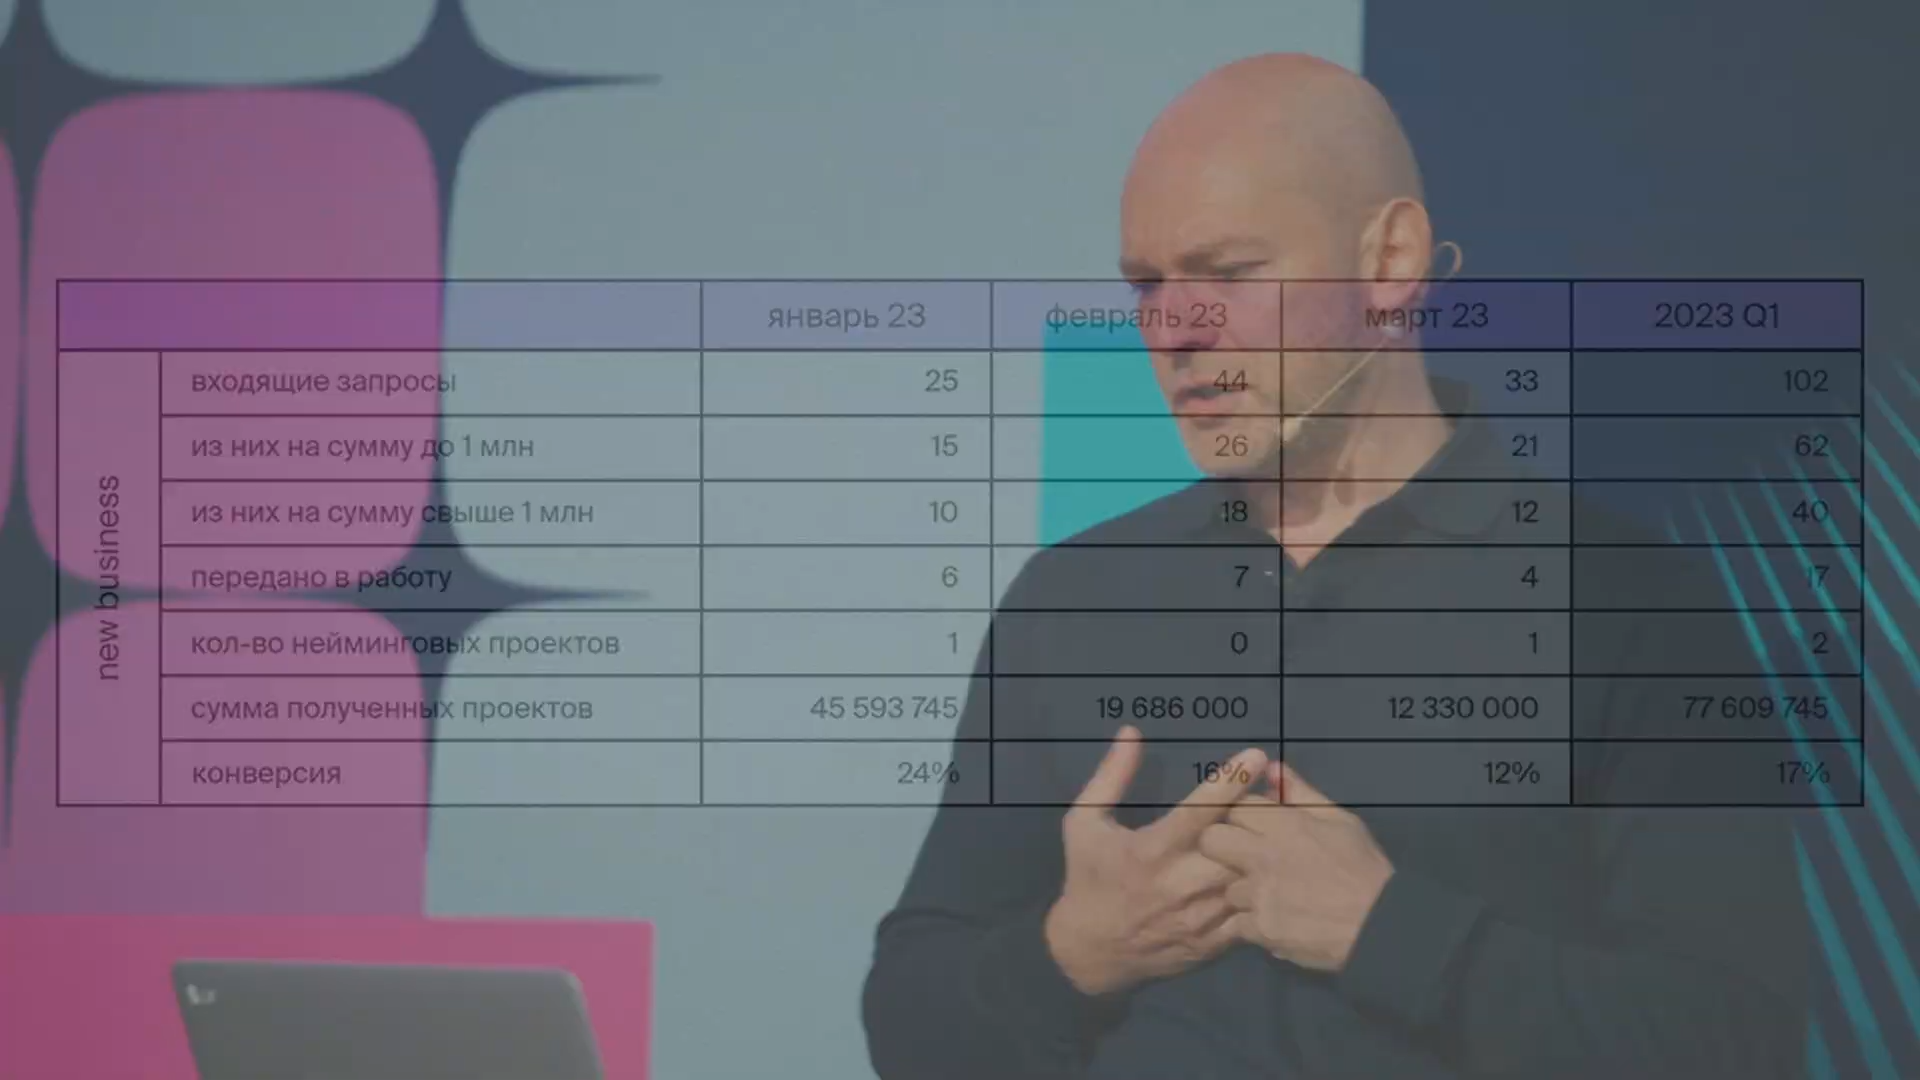 январь 23 февраль 23 март 23 2023 Q1
new business
входящие запросы 25 44 33 102
из них на сумму до 1 млн 15 26 21 62
из них на сумму свыше 1 млн 10 18 12 40
передано в работу 6 7 4 17
кол-во нейминговых проектов 1 0 1 2
сумма полученных проектов 45 593 745 19 686 000 12 330 000 77 609 745
конверсия 24% 16% 12% 17%